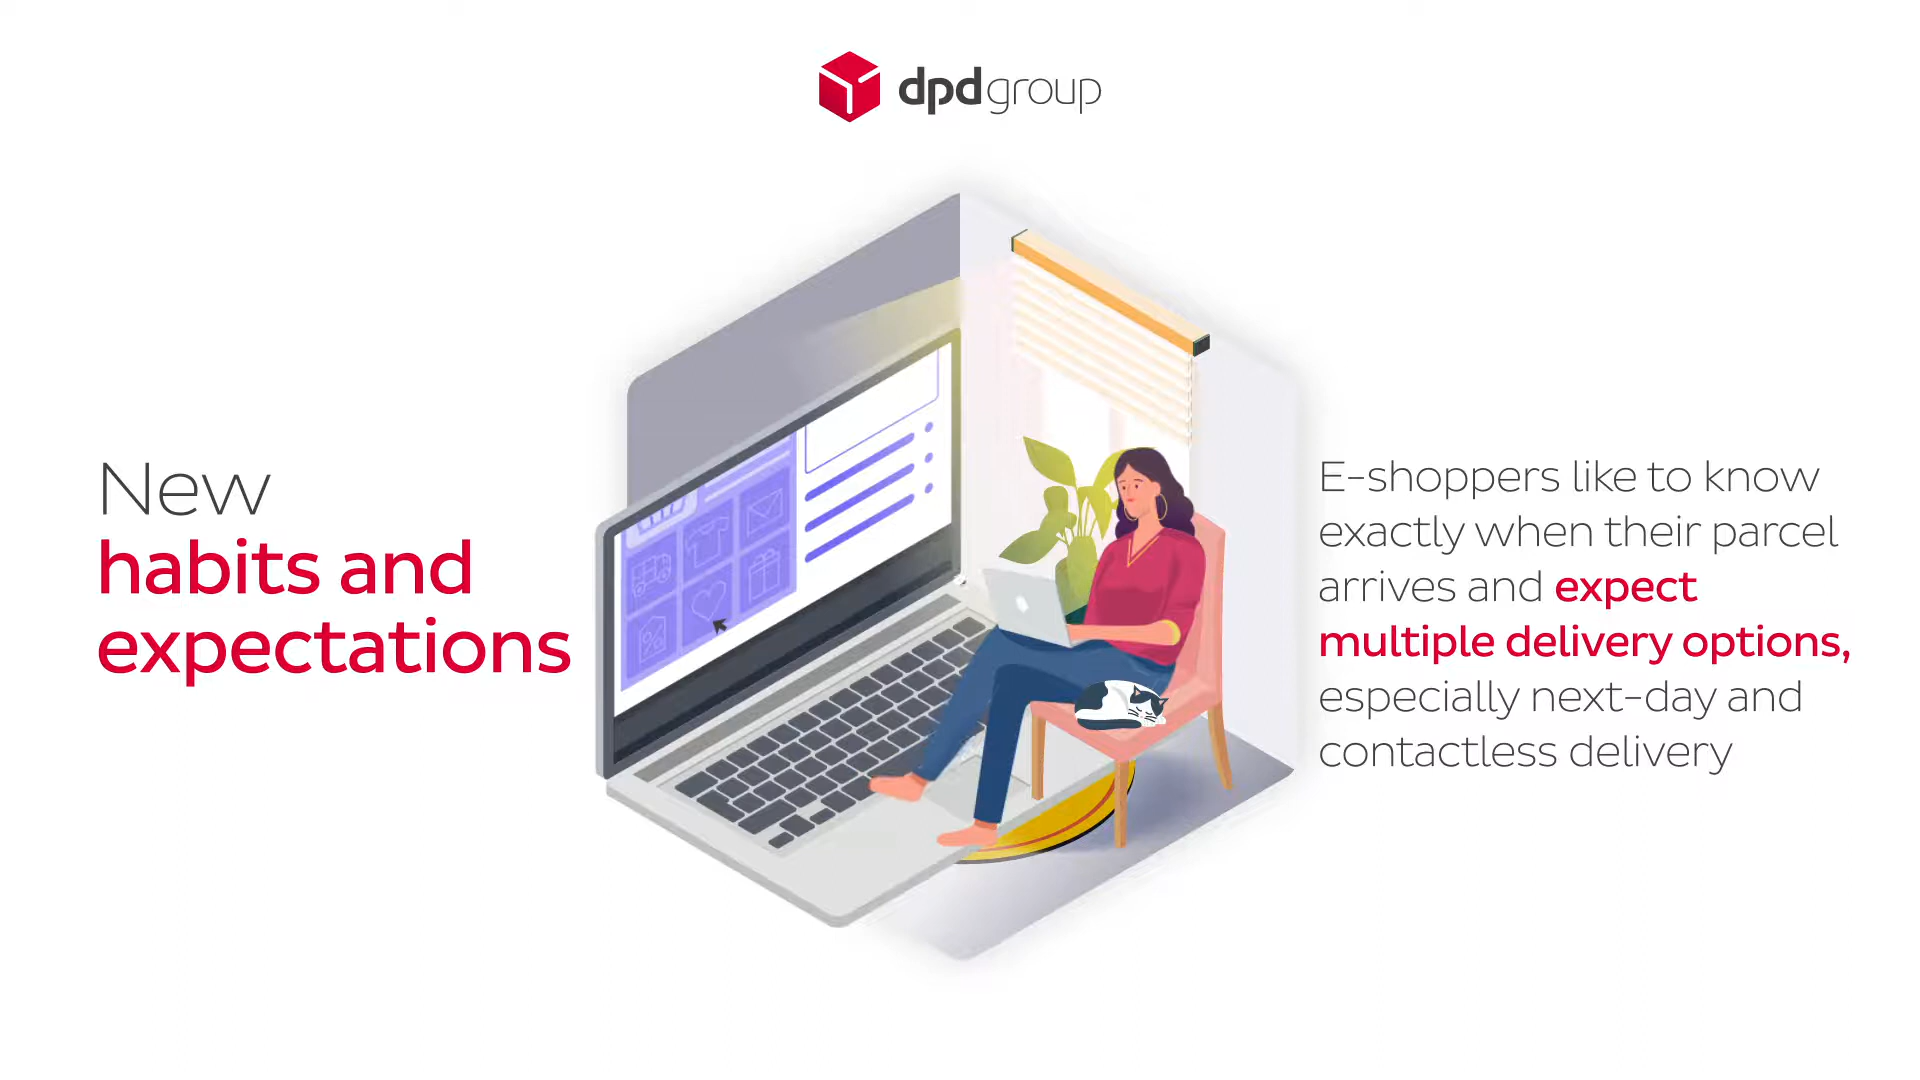 dpdgroup
New
habits and
expectations
E-shoppers like to know
exactly when their parcel
arrives and expect
multiple delivery options,
especially next-day and
contactless delivery